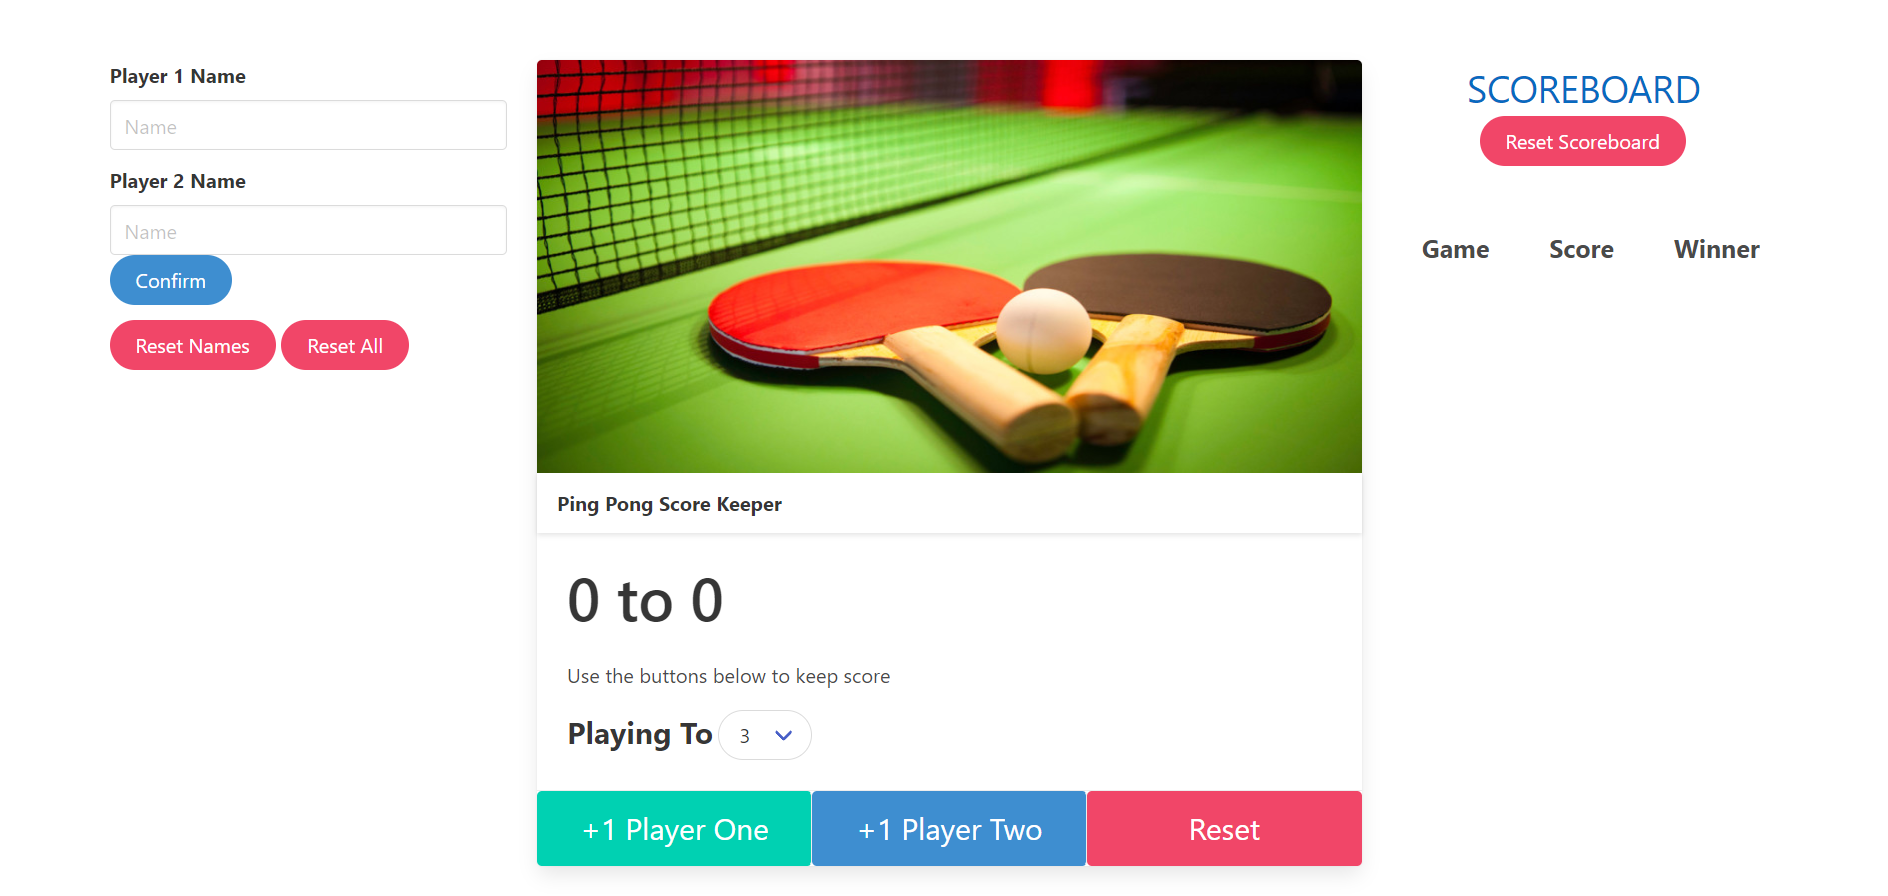 Player 1 Name
Name
Player 2 Name
Name
Confirm
Reset Names Reset All
Ping Pong Score Keeper
0 to 0
Use the buttons below to keep score
Playing To 3
+1 Player One +1 Player Two Reset
SCOREBOARD
Reset Scoreboard
Game Score Winner